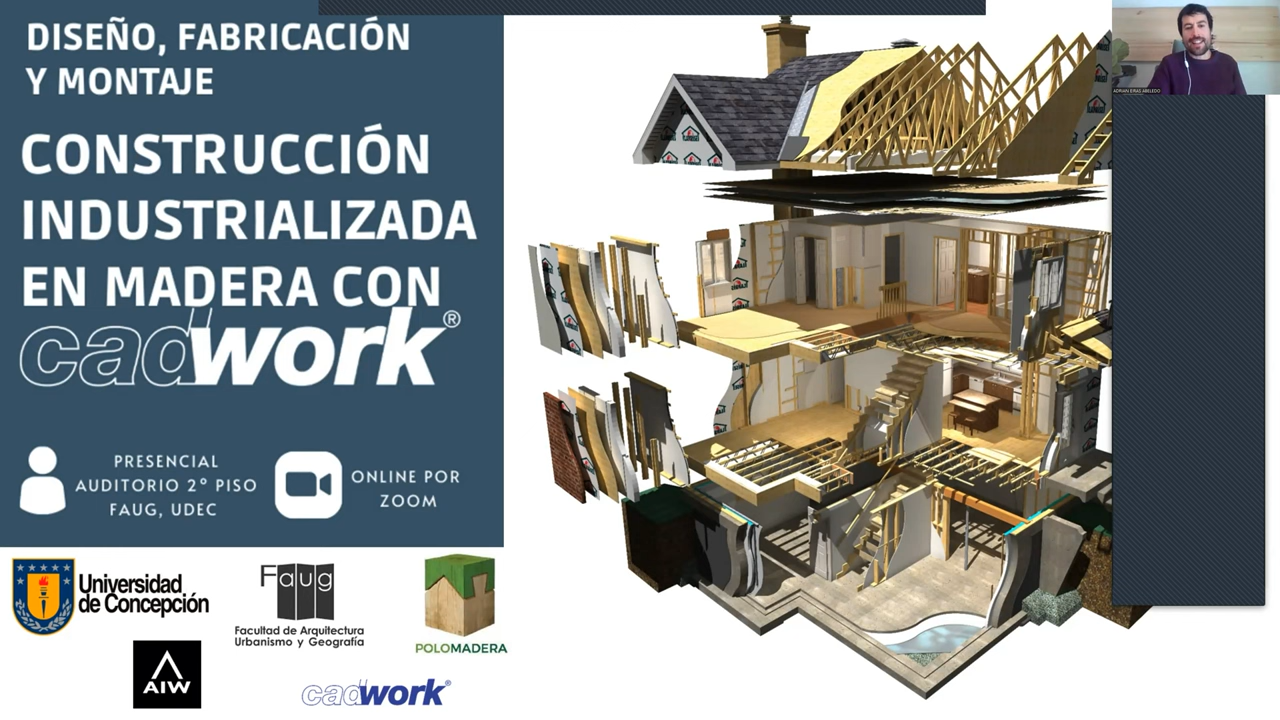 DISEÑO, FABRICACIÓN
Y MONTAJE
CONSTRUCCIÓN
INDUSTRIALIZADA
EN MADERA CON
cadwork®
PRESENCIAL
AUDITORIO 2º PISO
FAUG, UDEC
ONLINE POR
ZOOM
Universidad
de Concepción
Faug
Facultad de Arquitectura
Urbanismo y Geografía
POLOMADERA
AIW
cadwork®